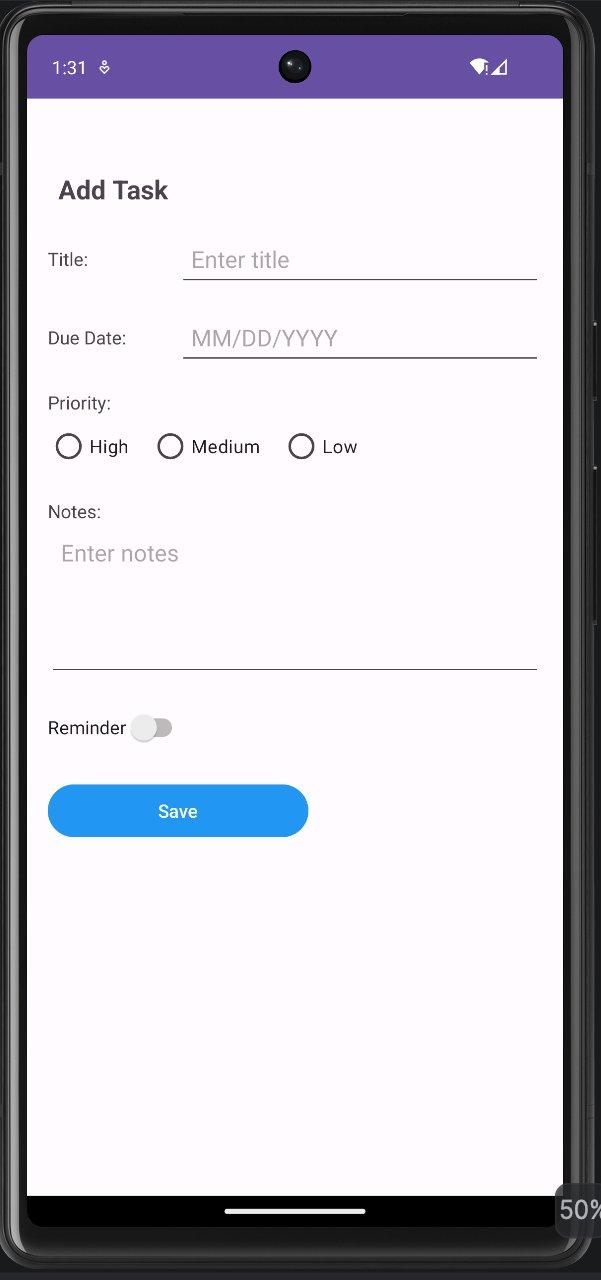 1:31
Add Task
Title: Enter title
Due Date: MM/DD/YYYY
Priority:
High Medium Low
Notes:
Enter notes
Reminder
Save
50%